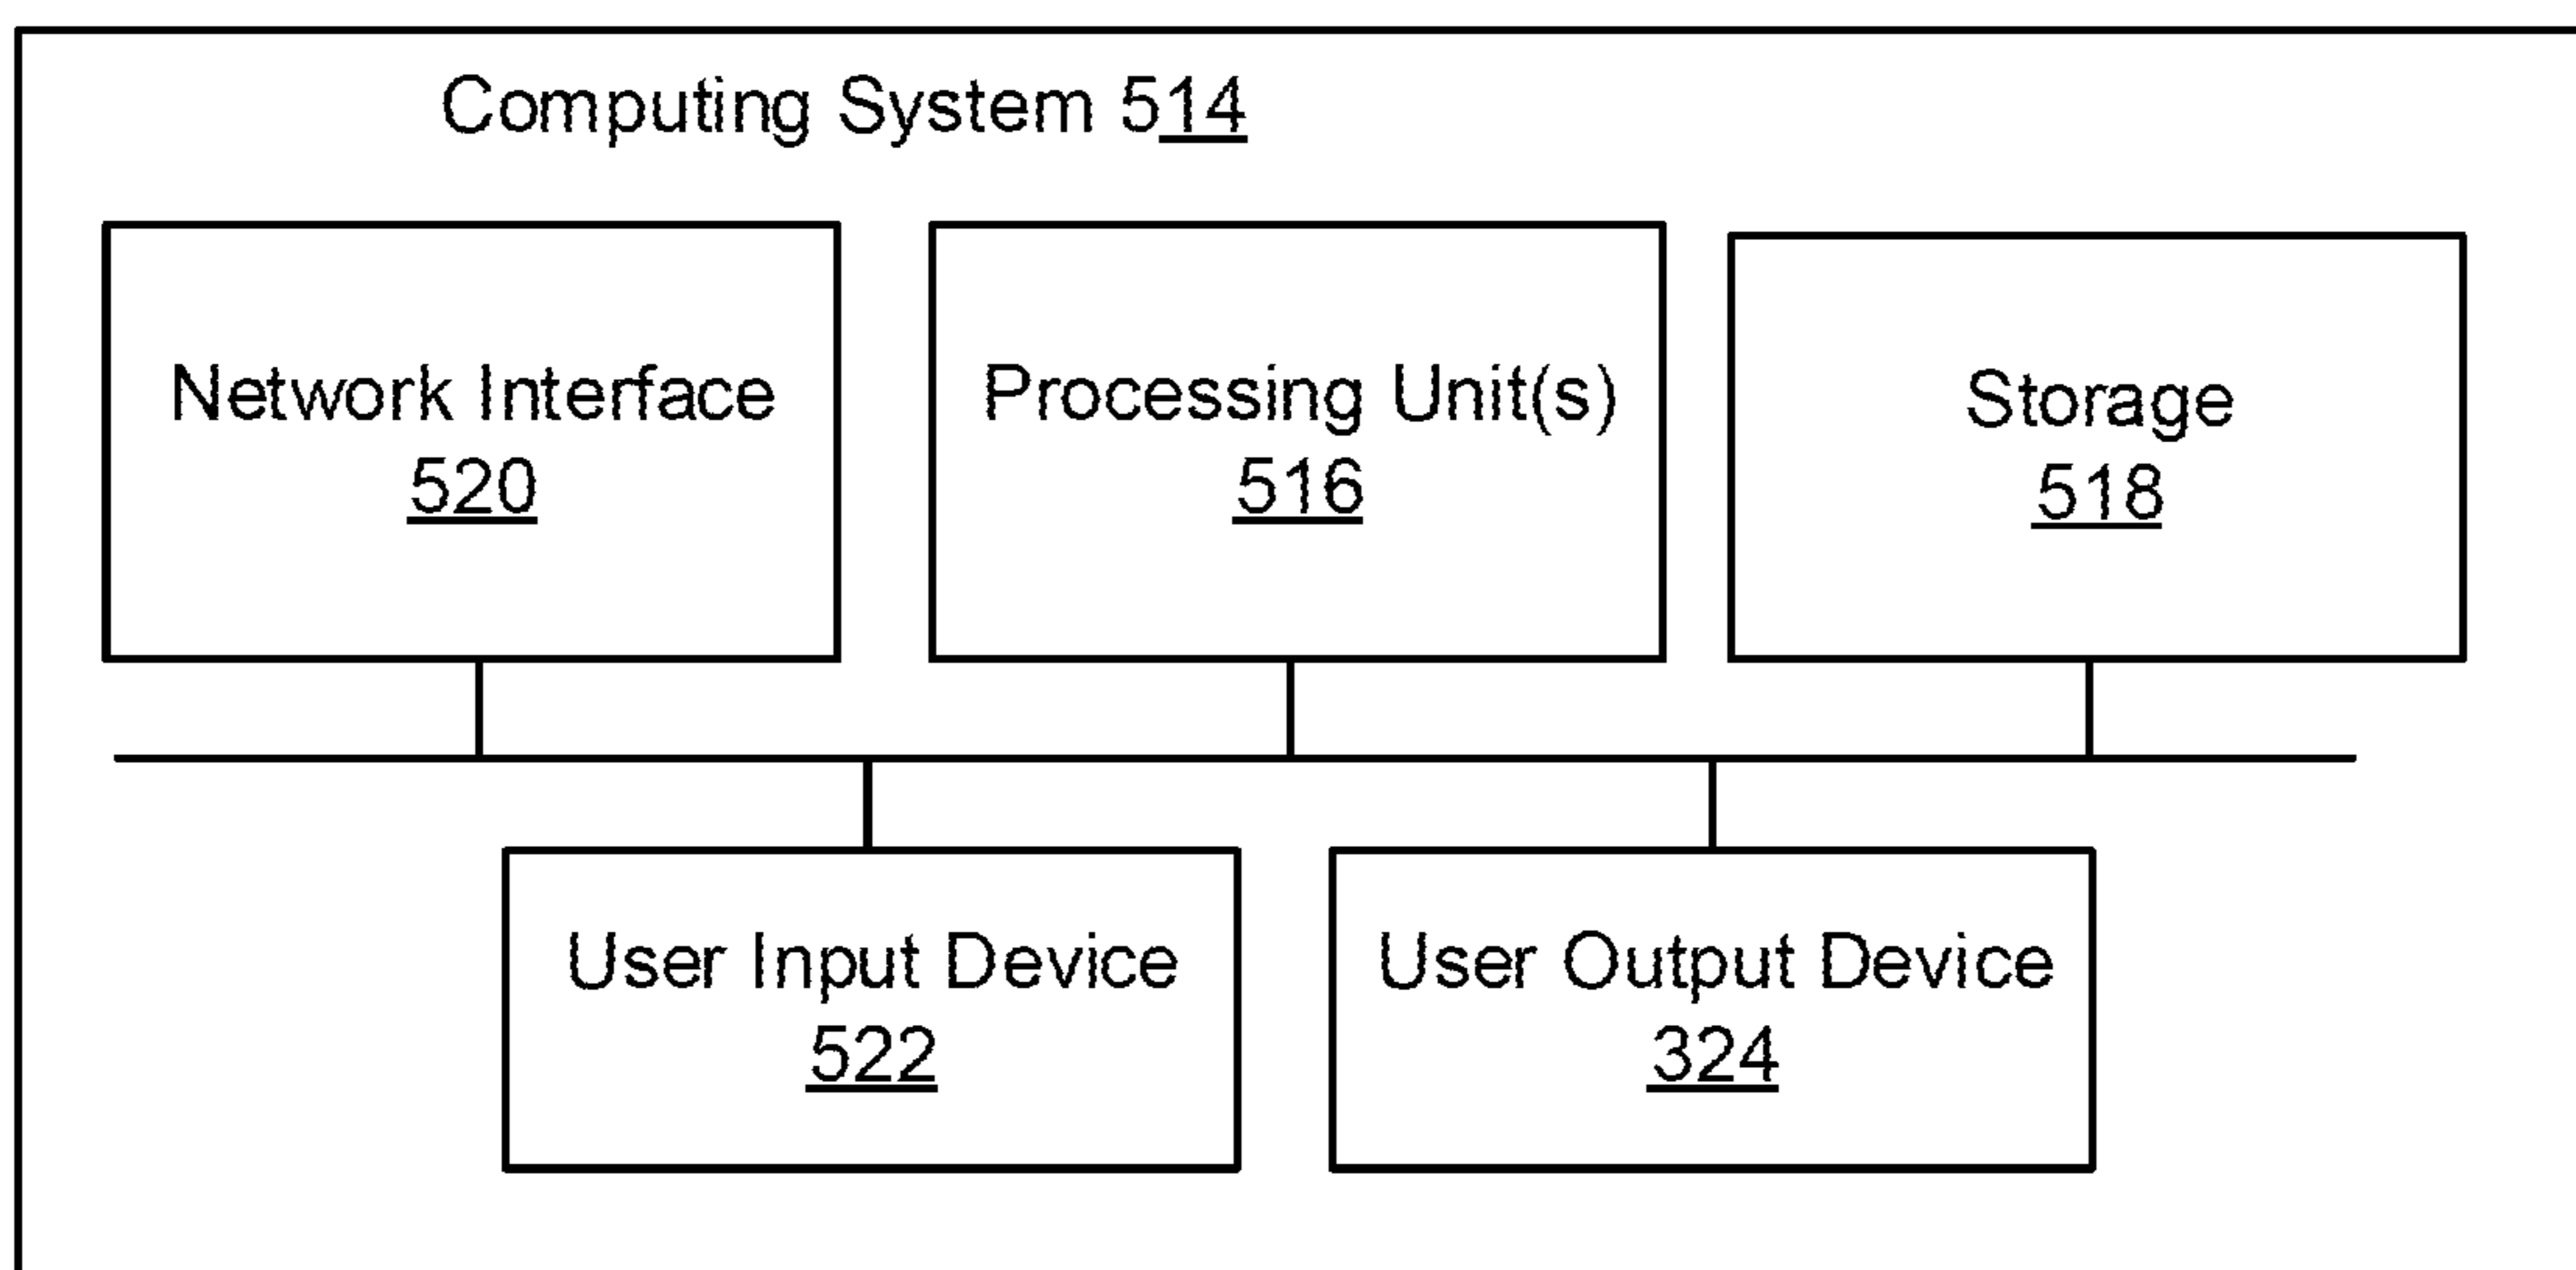 Computing System 514
Network Interface
520
Processing Unit(s)
516
Storage
518
User Input Device
522
User Output Device
324